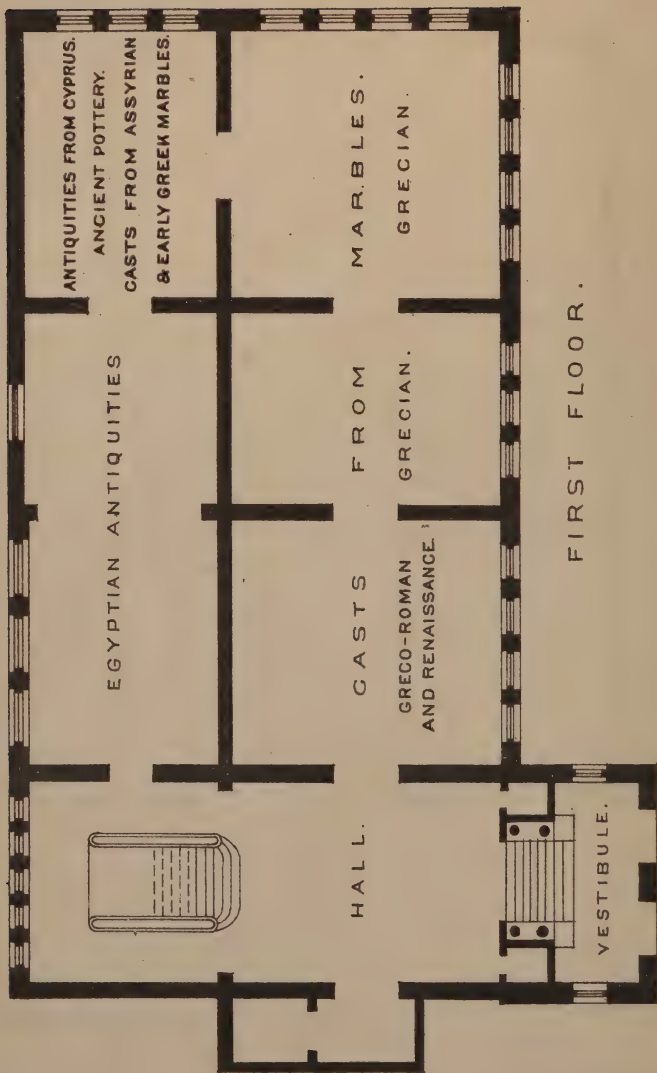 ANTIQUITIES FROM CYPRUS.
ANCIENT POTTERY.
CASTS FROM ASSYRIAN
& EARLY GREEK MARBLES.
EGYPTIAN ANTIQUITIES
CASTS FROM MARBLES.
GRECO-ROMAN
AND RENAISSANCE.
GRECIAN.
GRECIAN.
HALL.
VESTIBULE.
FIRST FLOOR.